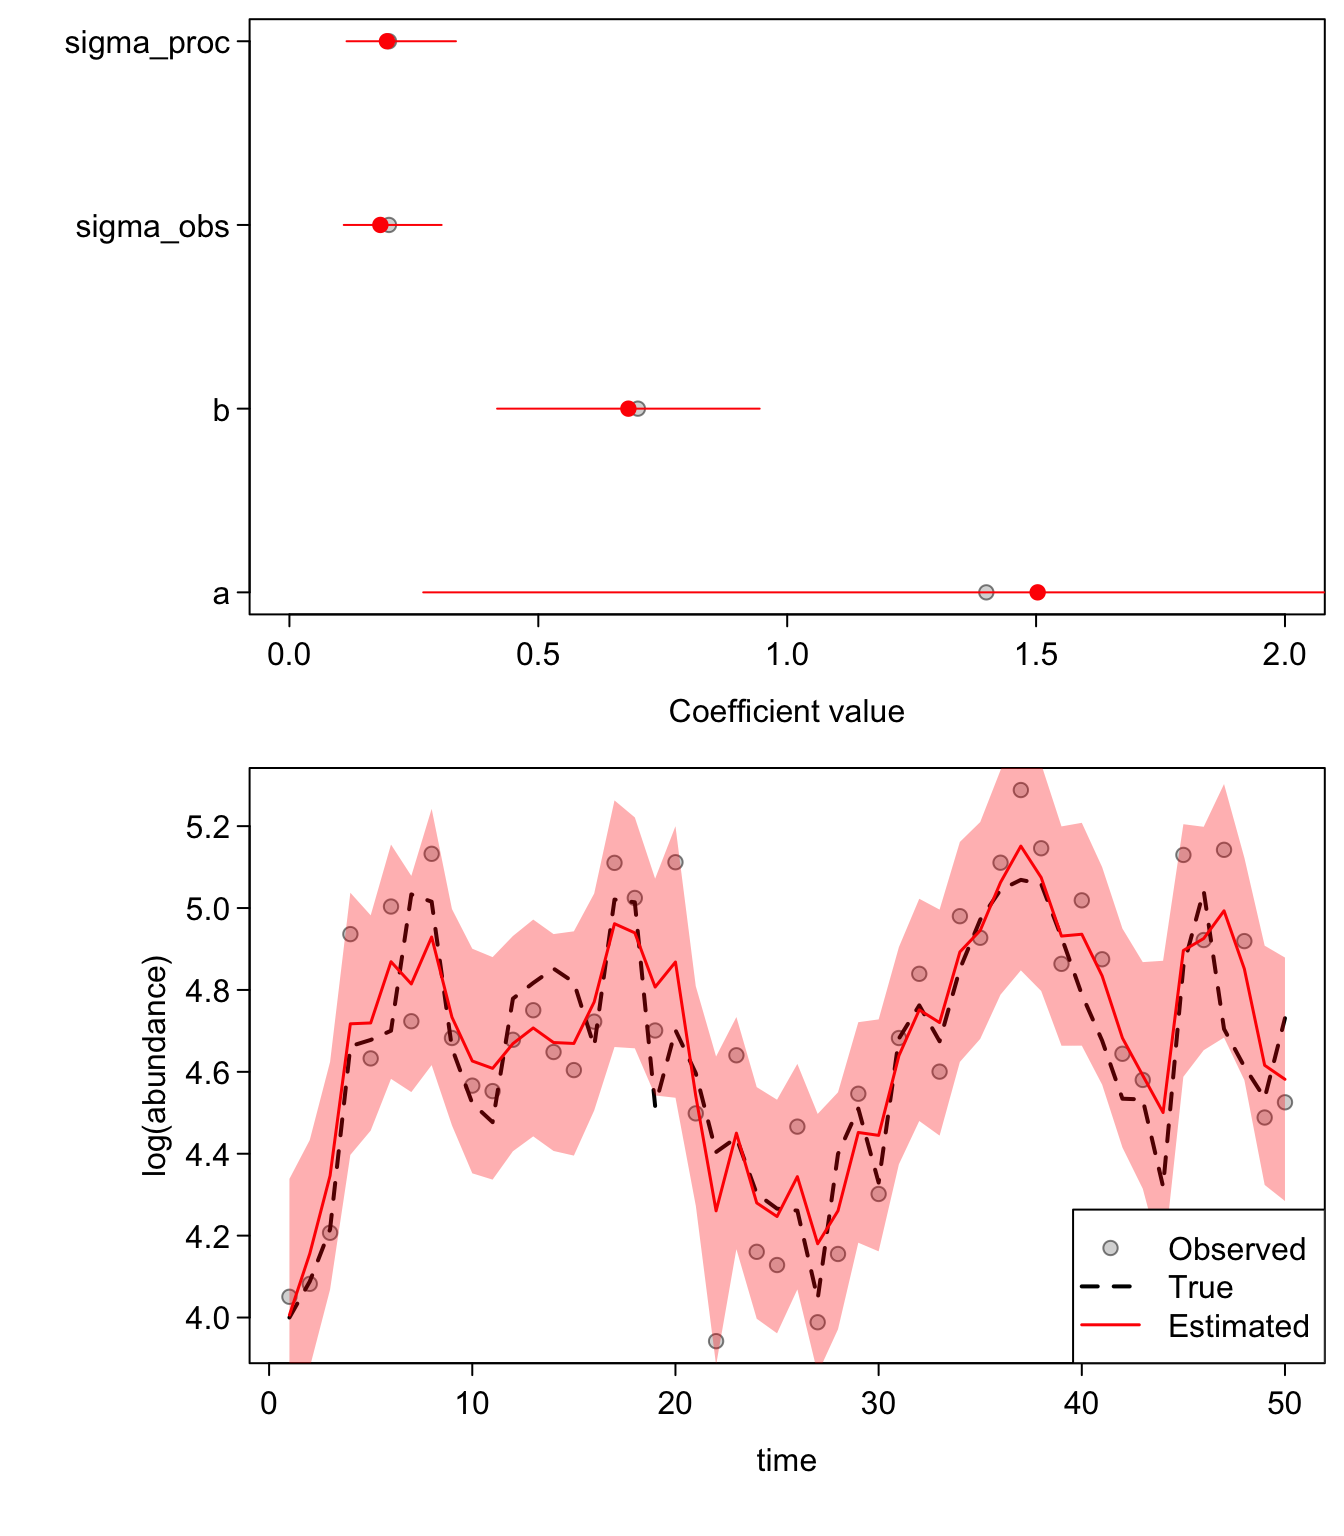 sigma_proc
sigma_obs
b
a
0.0 0.5 1.0 1.5 2.0
Coefficient value
log(abundance)
5.2
5.0
4.8
4.6
4.4
4.2
4.0
Observed
True
Estimated
0 10 20 30 40 50
time